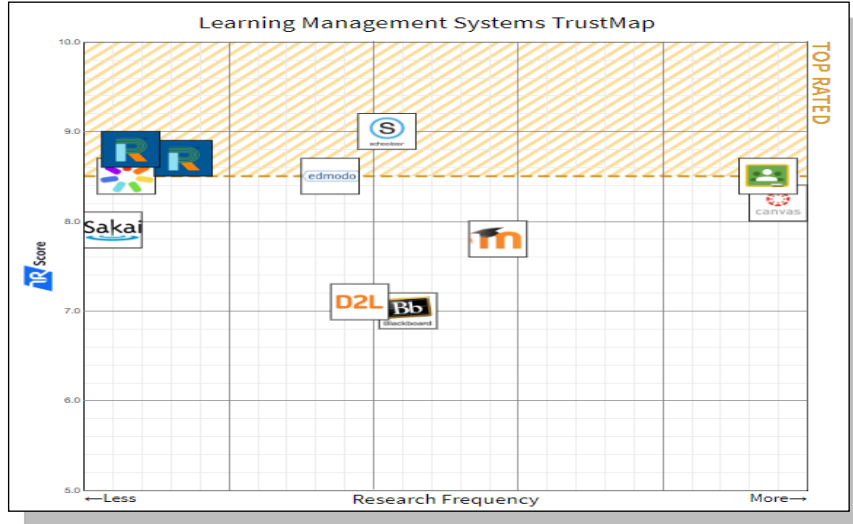 Learning Management Systems TrustMap
10.0
TOP RATED
9.0
S
schoology
R
R
edmodo
canvas
8.0
Sakai
m
tR Score
D2L
Bb
Blackboard
7.0
6.0
5.0
←Less
Research Frequency
More→